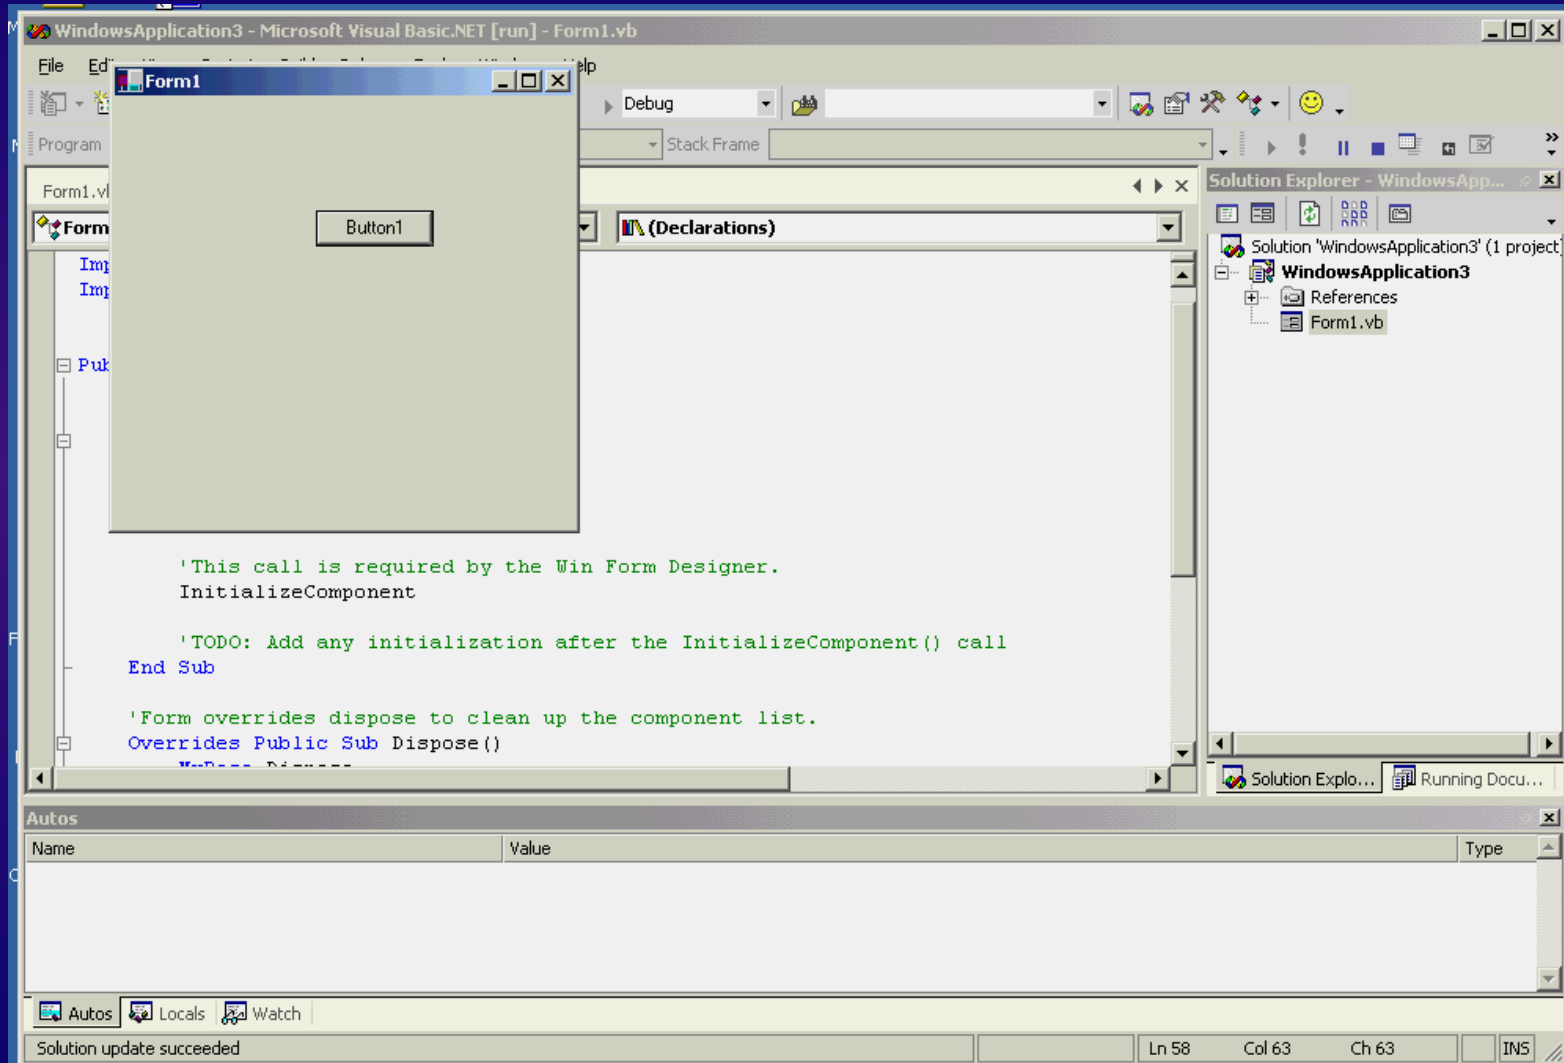 WindowsApplication3 - Microsoft Visual Basic.NET [run] - Form1.vb
File
Form1
Debug
Program
Stack Frame
Form1.vb
(Declarations)
Button1
'This call is required by the Win Form Designer.
InitializeComponent
'TODO: Add any initialization after the InitializeComponent() call
End Sub
'Form overrides dispose to clean up the component list.
Overrides Public Sub Dispose()
Solution Explorer - WindowsApp...
Solution 'WindowsApplication3' (1 project)
WindowsApplication3
References
Form1.vb
Solution Explo...
Running Docu...
Autos
Name Value Type
Autos Locals Watch
Solution update succeeded
Ln 58 Col 63 Ch 63 INS